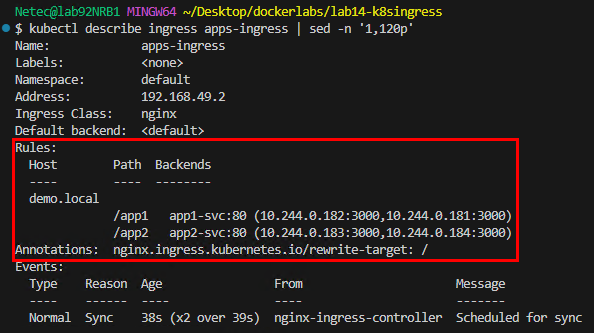 Netec@lab92NRB1 MINGW64 ~/Desktop/dockerlabs/lab14-k8singress
$ kubectl describe ingress apps-ingress | sed -n '1,120p'
Name:             apps-ingress
Labels:           <none>
Namespace:        default
Address:          192.168.49.2
Ingress Class:    nginx
Default backend:  <default>
Rules:
  Host        Path  Backends
  ----        ----  --------
  demo.local
              /app1   app1-svc:80 (10.244.0.182:3000,10.244.0.181:3000)
              /app2   app2-svc:80 (10.244.0.183:3000,10.244.0.184:3000)
Annotations:  nginx.ingress.kubernetes.io/rewrite-target: /
Events:
  Type    Reason  Age                From                      Message
  ----    ------  ----               ----                      -------
  Normal  Sync    38s (x2 over 39s)  nginx-ingress-controller  Scheduled for sync